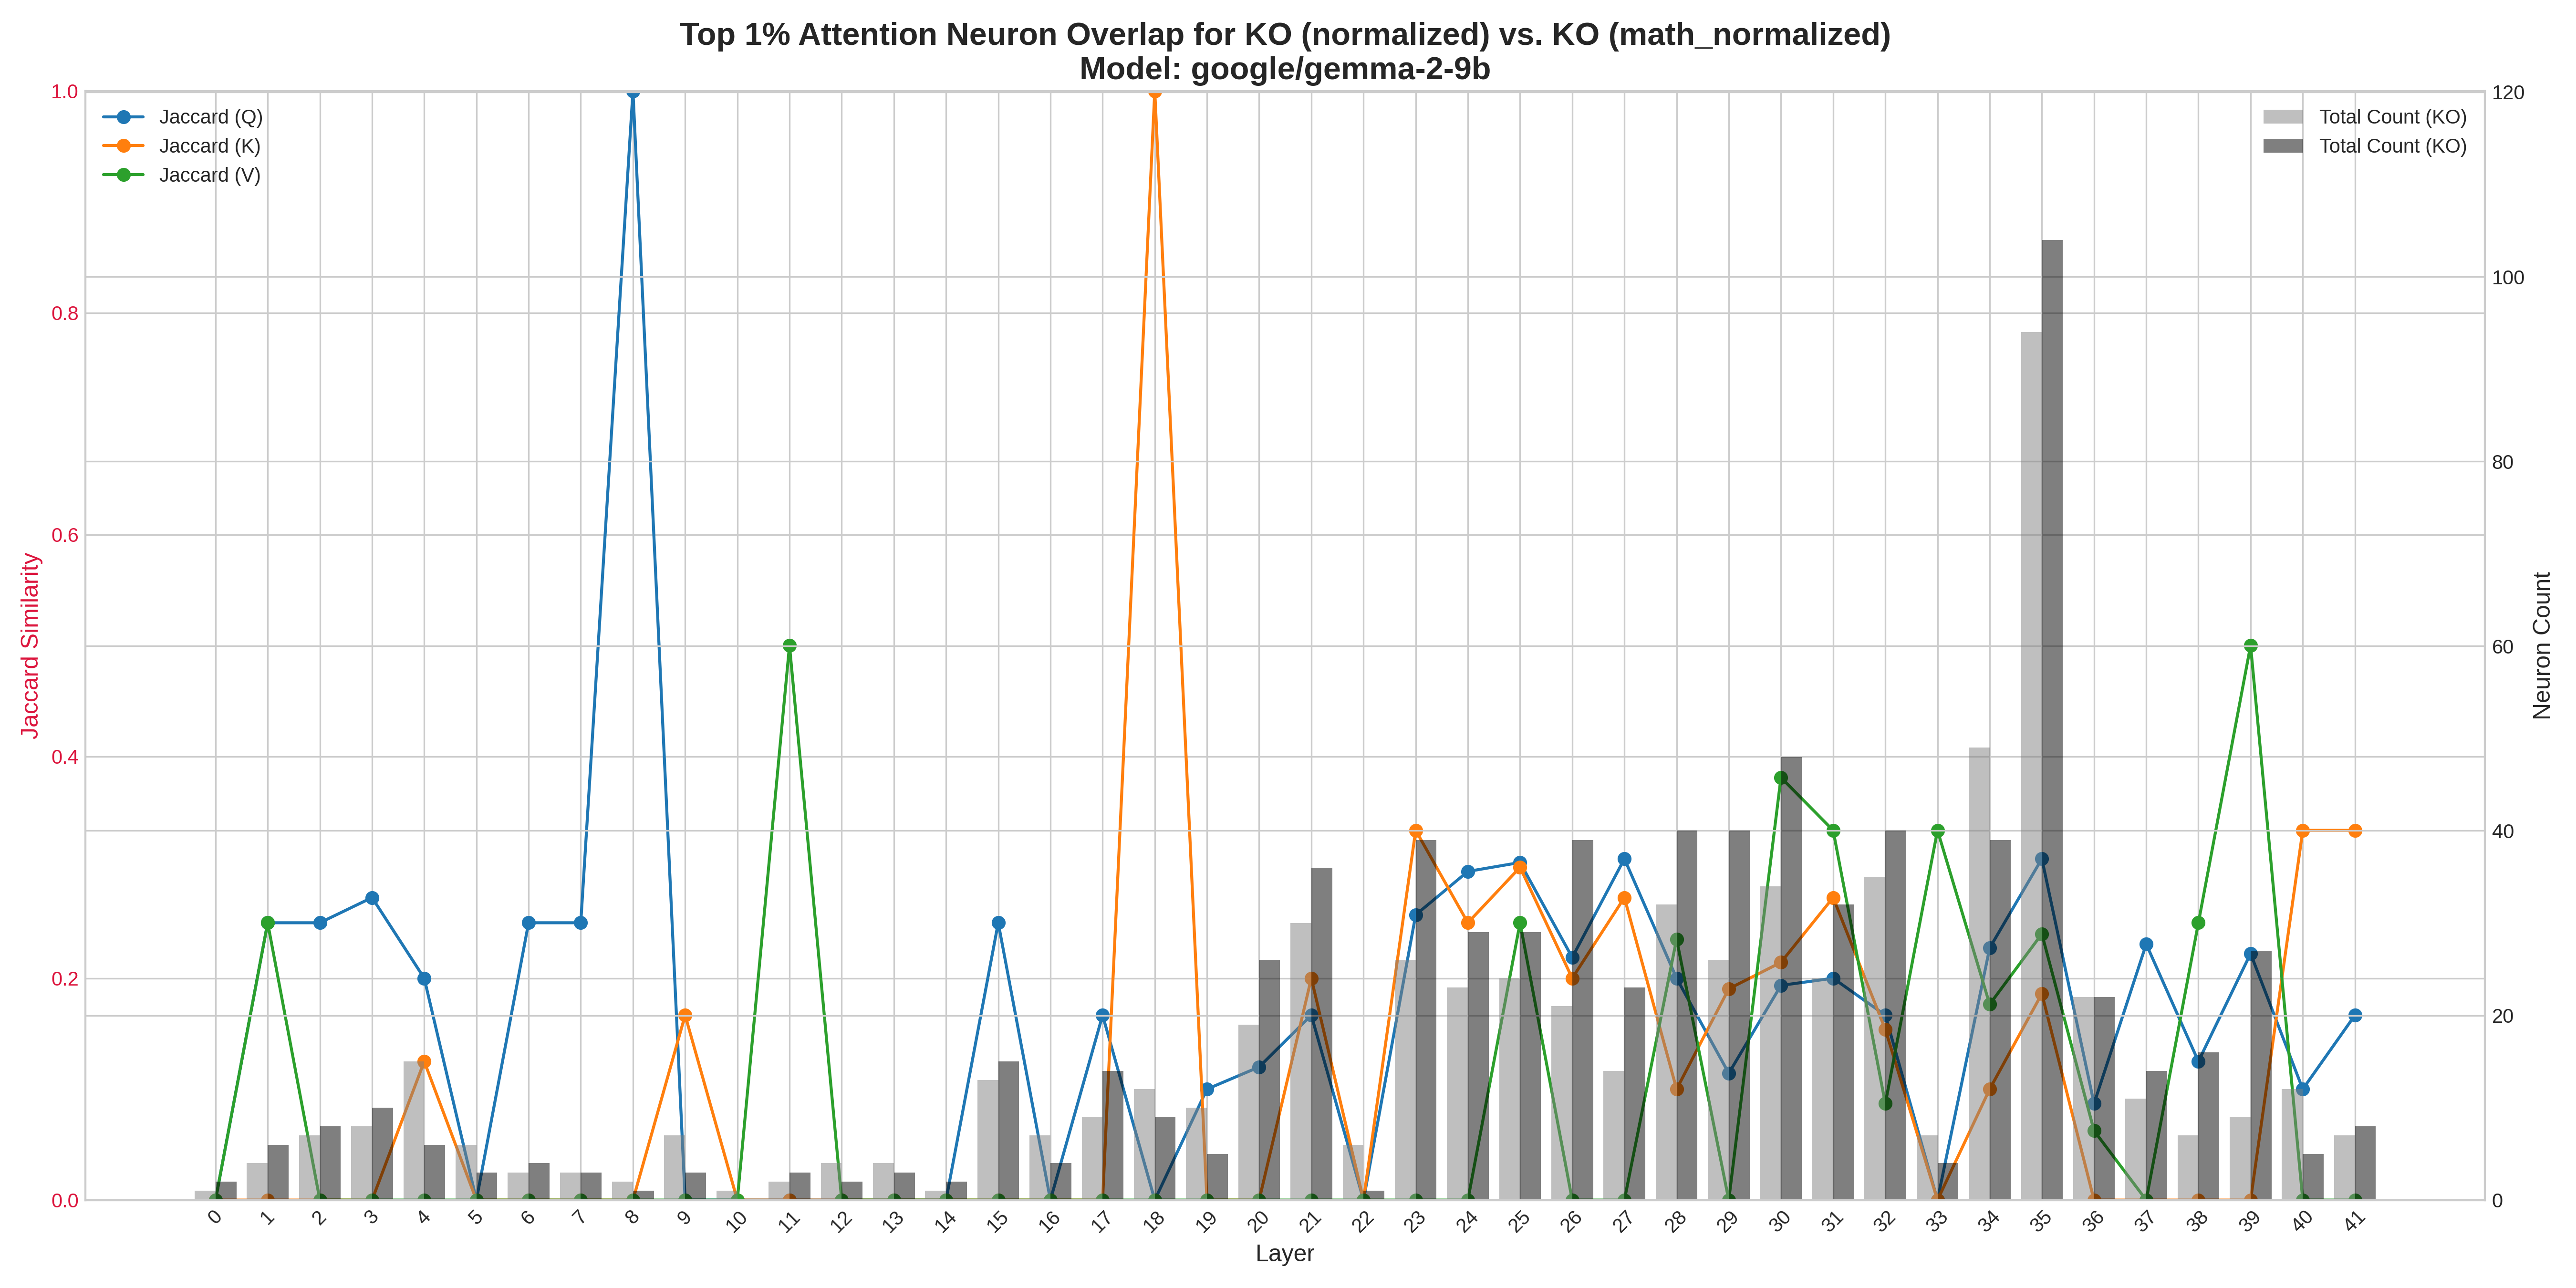 Top 1% Attention Neuron Overlap for KO (normalized) vs. KO (math_normalized)
Model: google/gemma-2-9b
Jaccard (Q)
Jaccard (K)
Jaccard (V)
Total Count (KO)
Total Count (KO)
Jaccard Similarity
1.0
0.8
0.6
0.4
0.2
0.0
120
100
80
60
40
20
0
Neuron Count
0 1 2 3 4 5 6 7 8 9 10 11 12 13 14 15 16 17 18 19 20 21 22 23 24 25 26 27 28 29 30 31 32 33 34 35 36 37 38 39 40 41
Layer